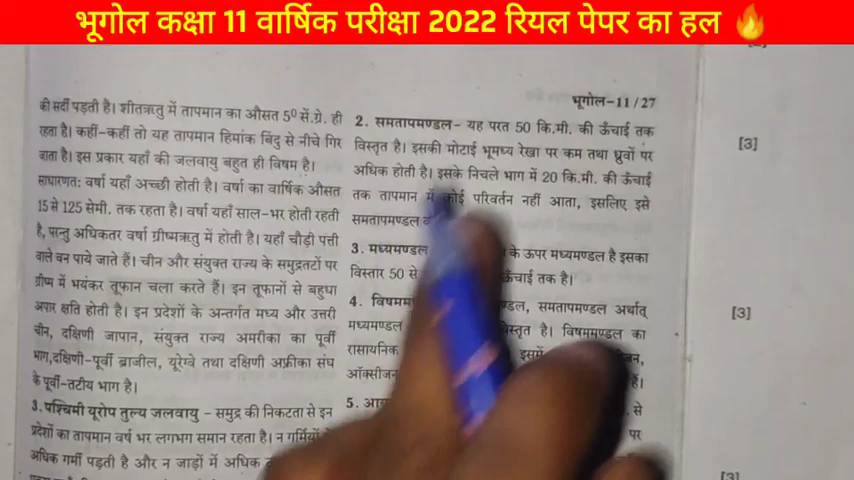 भूगोल कक्षा 11 वार्षिक परीक्षा 2022 रियल पेपर का हल 🔥
की सर्दी पड़ती है। शीतऋतु में तापमान का औसत 5⁰ सें.ग्रे. ही
रहता है। कहीं-कहीं तो यह तापमान हिमांक बिंदु से नीचे गिर
जाता है। इस प्रकार यहाँ की जलवायु बहुत ही विषम है।
साधारणत: वर्षा यहाँ अच्छी होती है। वर्षा का वार्षिक औसत
15 से 125 सेमी. तक रहता है। वर्षा यहाँ साल-भर होती रहती
है, परन्तु अधिकतर वर्षा ग्रीष्मऋतु में होती है। यहाँ चौड़ी पत्ती
वाले वन पाये जाते हैं। चीन और संयुक्त राज्य के समुद्रतटों पर
ग्रीष्म में भयंकर तूफान चला करते हैं। इन तूफानों से बहुधा
अपार क्षति होती है। इन प्रदेशों के अन्तर्गत मध्य और उत्तरी
चीन, दक्षिणी जापान, संयुक्त राज्य अमरीका का पूर्वी
भाग,दक्षिणी-पूर्वी ब्राजील, यूरेग्वे तथा दक्षिणी अफ्रीका संघ
के पूर्वी-तटीय भाग है।
3. पश्चिमी यूरोप तुल्य जलवायु - समुद्र की निकटता से इन
प्रदेशों का तापमान वर्ष भर लगभग समान रहता है। न गर्मियों
अधिक गर्मी पड़ती है और न जाड़ों में अधिक
भूगोल-11/27
2. समतापमण्डल- यह परत 50 कि.मी. की ऊँचाई तक
विस्तृत है। इसकी मोटाई भूमध्य रेखा पर कम तथा ध्रुवों पर
अधिक होती है। इसके निचले भाग में 20 कि.मी. की ऊँचाई
तक तापमान में कोई परिवर्तन नहीं आता, इसलिए इसे
समतापमण्डल
3. मध्यमण्डल के ऊपर मध्यमण्डल है इसका
विस्तार 50 से ऊँचाई तक है।
4. समतापमण्डल अर्थात्
मध्यमण्डल विस्तृत है। विषममण्डल का
रासायनिक इसमें
ऑक्सीजन हैं।
5. से
पर
[3]
[3]
[3]